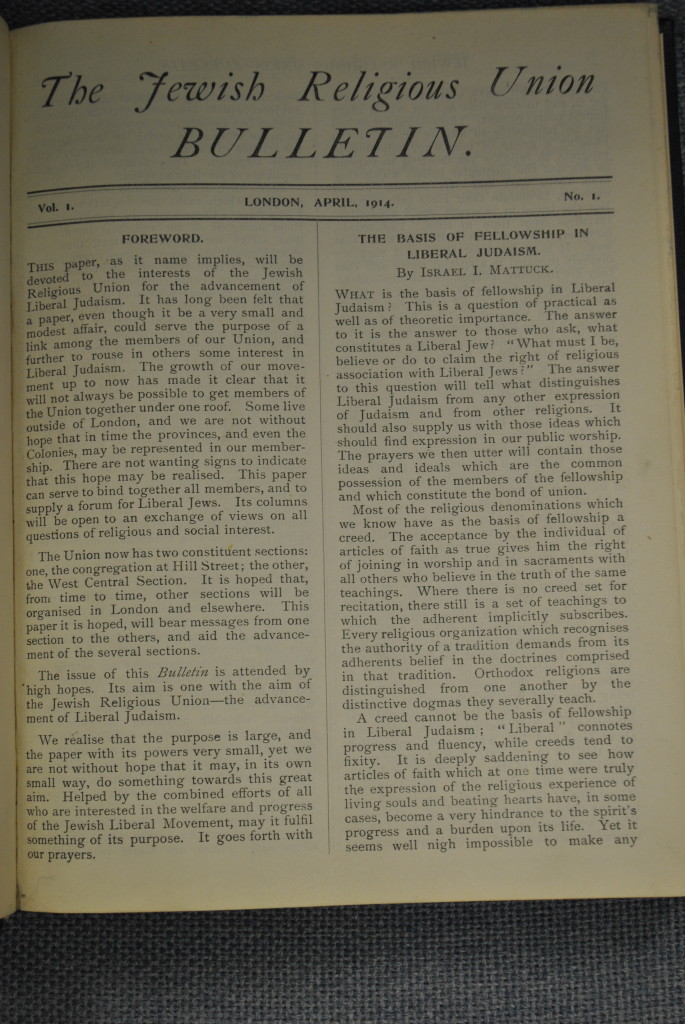 The Jewish Religious Union
BULLETIN.
Vol. 1.
LONDON, APRIL, 1914.
No. 1.
FOREWORD.
THIS paper, as it name implies, will be
devoted to the interests of the Jewish
Religious Union for the advancement of
Liberal Judaism. It has long been felt that
a paper, even though it be a very small and
modest affair, could serve the purpose of a
link among the members of our Union, and
further to rouse in others some interest in
Liberal Judaism. The growth of our move-
ment up to now has made it clear that it
will not always be possible to get members of
the Union together under one roof. Some live
outside of London, and we are not without
hope that in time the provinces, and even the
Colonies, may be represented in our member-
ship. There are not wanting signs to indicate
that this hope may be realised. This paper
can serve to bind together all members, and to
supply a forum for Liberal Jews. Its columns
will be open to an exchange of views on all
questions of religious and social interest.
The Union now has two constituent sections:
one, the congregation at Hill Street; the other,
the West Central Section. It is hoped that,
from time to time, other sections will be
organised in London and elsewhere. This
paper it is hoped, will bear messages from one
section to the others, and aid the advance-
ment of the several sections.
The issue of this Bulletin is attended by
high hopes. Its aim is one with the aim of
the Jewish Religious Union—the advance-
ment of Liberal Judaism.
We realise that the purpose is large, and
the paper with its powers very small, yet we
are not without hope that it may, in its own
small way, do something towards this great
aim. Helped by the combined efforts of all
who are interested in the welfare and progress
of the Jewish Liberal Movement, may it fulfil
something of its purpose. It goes forth with
our prayers.
THE BASIS OF FELLOWSHIP IN
LIBERAL JUDAISM.
By ISRAEL I. MATTUCK.
WHAT is the basis of fellowship in Liberal
Judaism? This is a question of practical as
well as of theoretic importance. The answer
to it is the answer to those who ask, what
constitutes a Liberal Jew? "What must I be,
believe or do to claim the right of religious
association with Liberal Jews?" The answer
to this question will tell what distinguishes
Liberal Judaism from any other expression
of Judaism and from other religions. It
should also supply us with those ideas which
should find expression in our public worship.
The prayers we then utter will contain those
ideas and ideals which are the common
possession of the members of the fellowship
and which constitute the bond of union.
Most of the religious denominations which
we know have as the basis of fellowship a
creed. The acceptance by the individual of
articles of faith as true gives him the right
of joining in worship and in sacraments with
all others who believe in the truth of the same
teachings. Where there is no creed set for
recitation, there still is a set of teachings to
which the adherent implicitly subscribes.
Every religious organization which recognises
the authority of a tradition demands from its
adherents belief in the doctrines comprised
in that tradition. Orthodox religions are
distinguished from one another by the
distinctive dogmas they severally teach.
A creed cannot be the basis of fellowship
in Liberal Judaism; "Liberal" connotes
progress and fluency, while creeds tend to
fixity. It is deeply saddening to see how
articles of faith which at one time were truly
the expression of the religious experience of
living souls and beating hearts have, in some
cases, become a very hindrance to the spirit's
progress and a burden upon its life. Yet it
seems well nigh impossible to make any